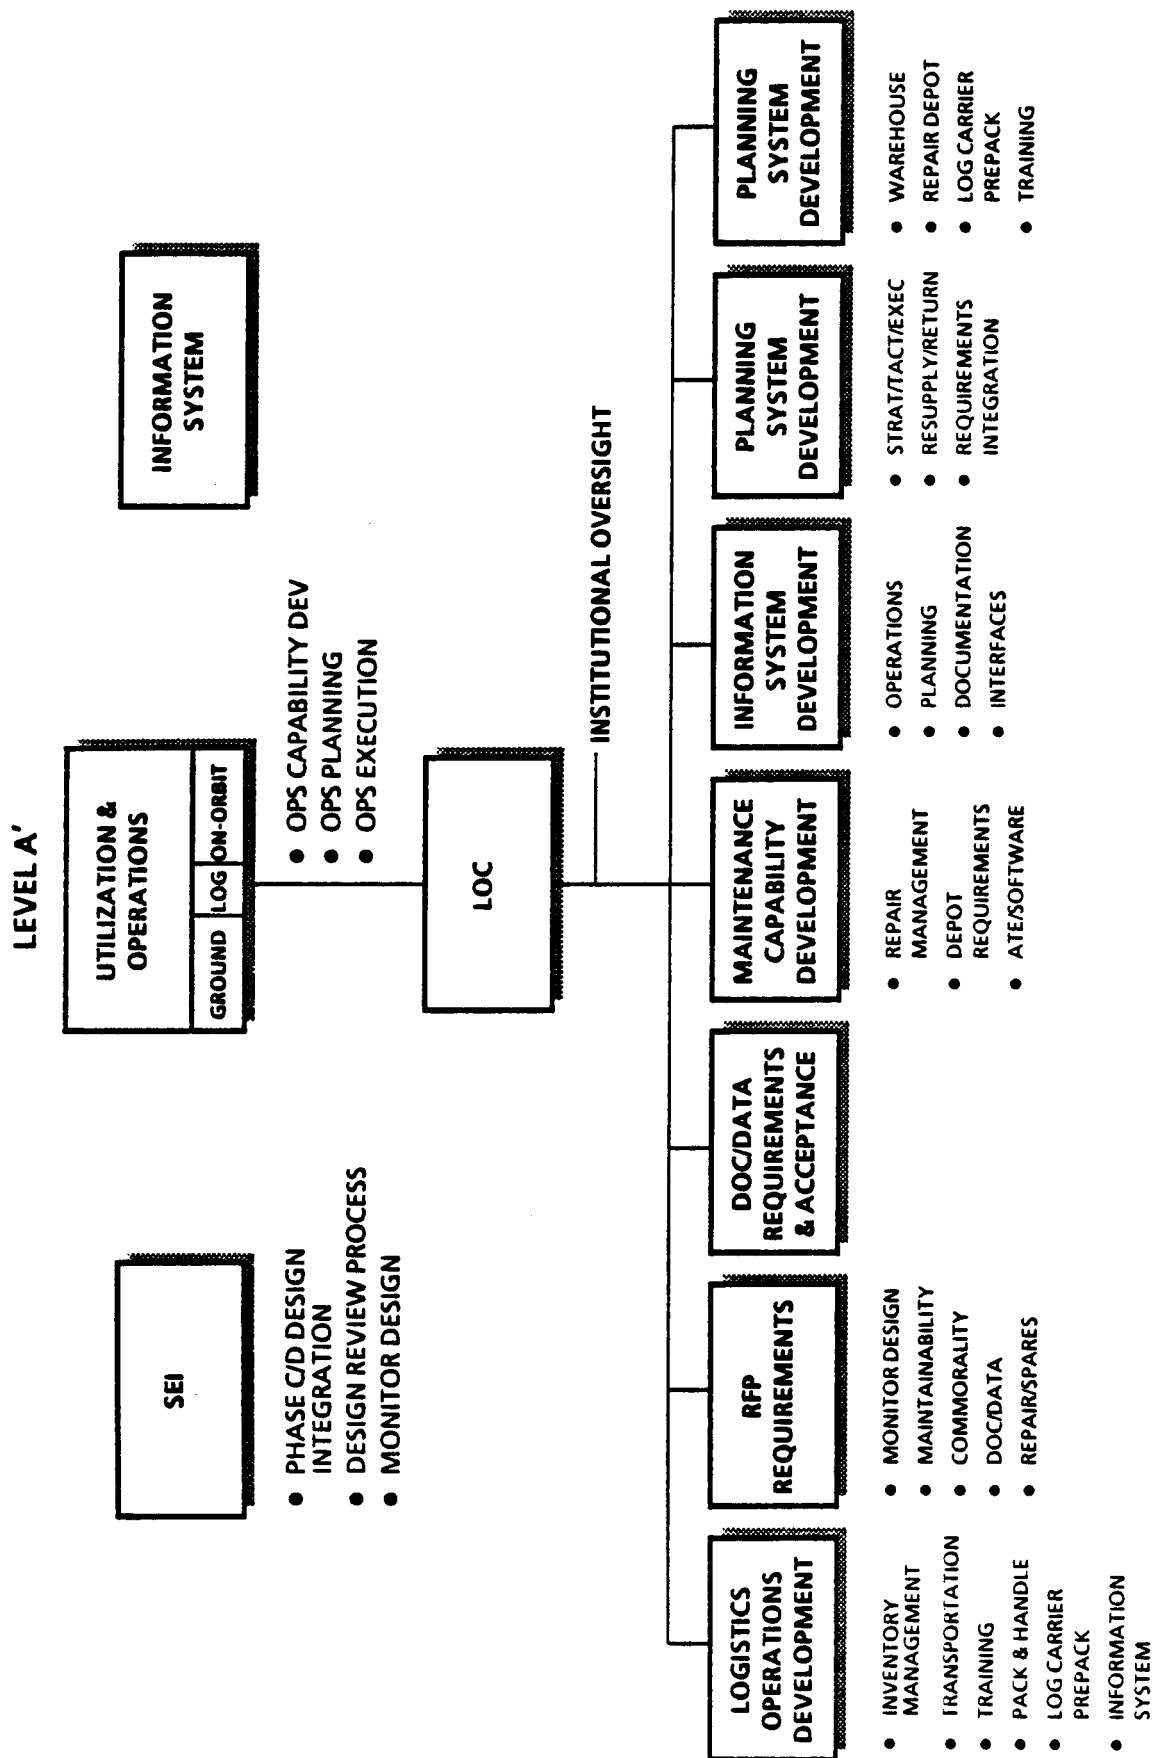 LEVEL A'
SEI
● PHASE C/D DESIGN
INTEGRATION
● DESIGN REVIEW PROCESS
● MONITOR DESIGN
UTILIZATION &
OPERATIONS
GROUND
LOG
ON-ORBIT
● OPS CAPABILITY DEV
● OPS PLANNING
● OPS EXECUTION
INFORMATION
SYSTEM
LOC
INSTITUTIONAL OVERSIGHT
LOGISTICS
OPERATIONS
DEVELOPMENT
● INVENTORY
MANAGEMENT
● TRANSPORTATION
● TRAINING
● PACK & HANDLE
● LOG CARRIER
PREPACK
● INFORMATION
SYSTEM
RFP
REQUIREMENTS
● MONITOR DESIGN
● MAINTAINABILITY
● COMMORALITY
● DOC/DATA
● REPAIR/SPARES
DOC/DATA
REQUIREMENTS
& ACCEPTANCE
MAINTENANCE
CAPABILITY
DEVELOPMENT
● REPAIR
MANAGEMENT
● DEPOT
REQUIREMENTS
● ATE/SOFTWARE
INFORMATION
SYSTEM
DEVELOPMENT
● OPERATIONS
● PLANNING
● DOCUMENTATION
● INTERFACES
PLANNING
SYSTEM
DEVELOPMENT
● STRAT/TACT/EXEC
● RESUPPLY/RETURN
● REQUIREMENTS
INTEGRATION
PLANNING
SYSTEM
DEVELOPMENT
● WAREHOUSE
● REPAIR DEPOT
● LOG CARRIER
PREPACK
● TRAINING